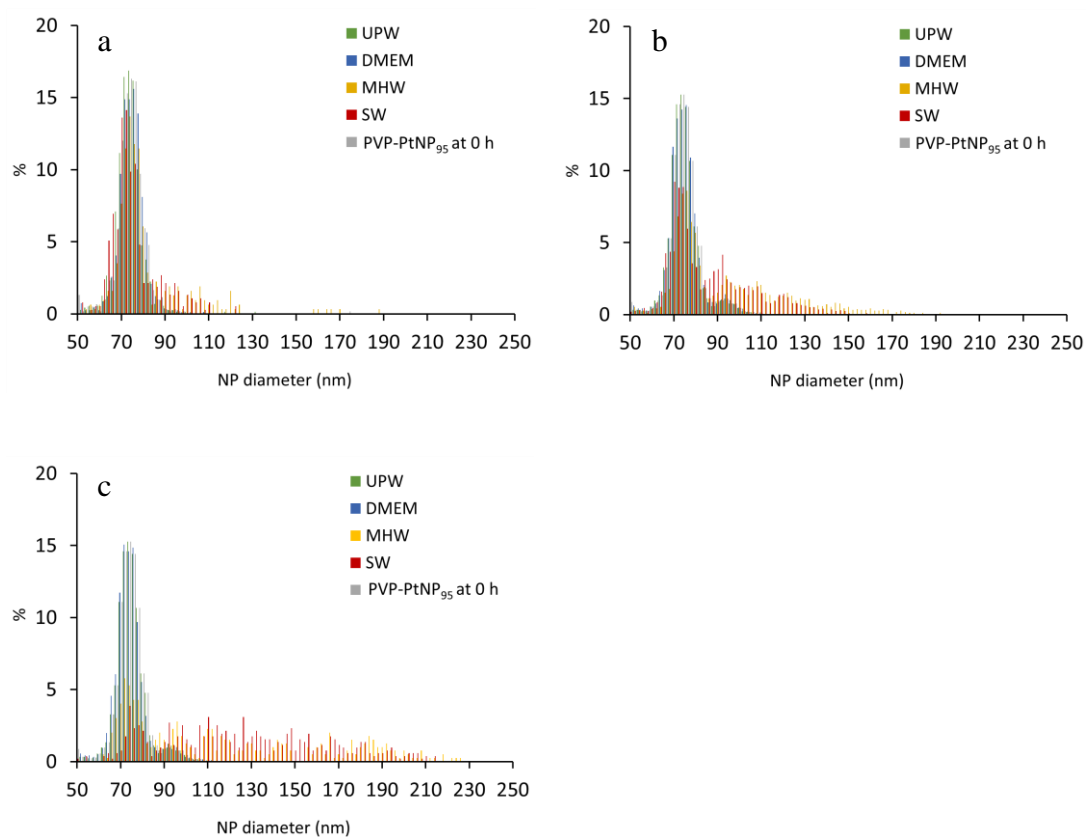 a
20
15
10
5
0
%
50 70 90 110 130 150 170 190 210 230 250
NP diameter (nm)
UPW
DMEM
MHW
SW
PVP-PtNP₉₅ at 0 h
b
20
15
10
5
0
%
50 70 90 110 130 150 170 190 210 230 250
NP diameter (nm)
UPW
DMEM
MHW
SW
PVP-PtNP₉₅ at 0 h
c
20
15
10
5
0
%
50 70 90 110 130 150 170 190 210 230 250
NP diameter (nm)
UPW
DMEM
MHW
SW
PVP-PtNP₉₅ at 0 h